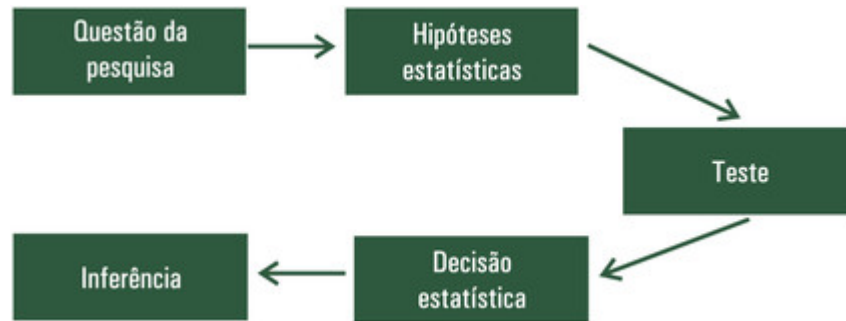 Questão da
pesquisa
Hipóteses
estatísticas
Teste
Decisão
estatística
Inferência